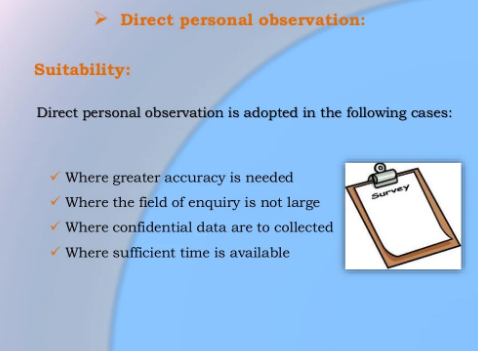 Direct personal observation:
Suitability:
Direct personal observation is adopted in the following cases:
Where greater accuracy is needed
Where the field of enquiry is not large
Where confidential data are to collected
Where sufficient time is available
Survey